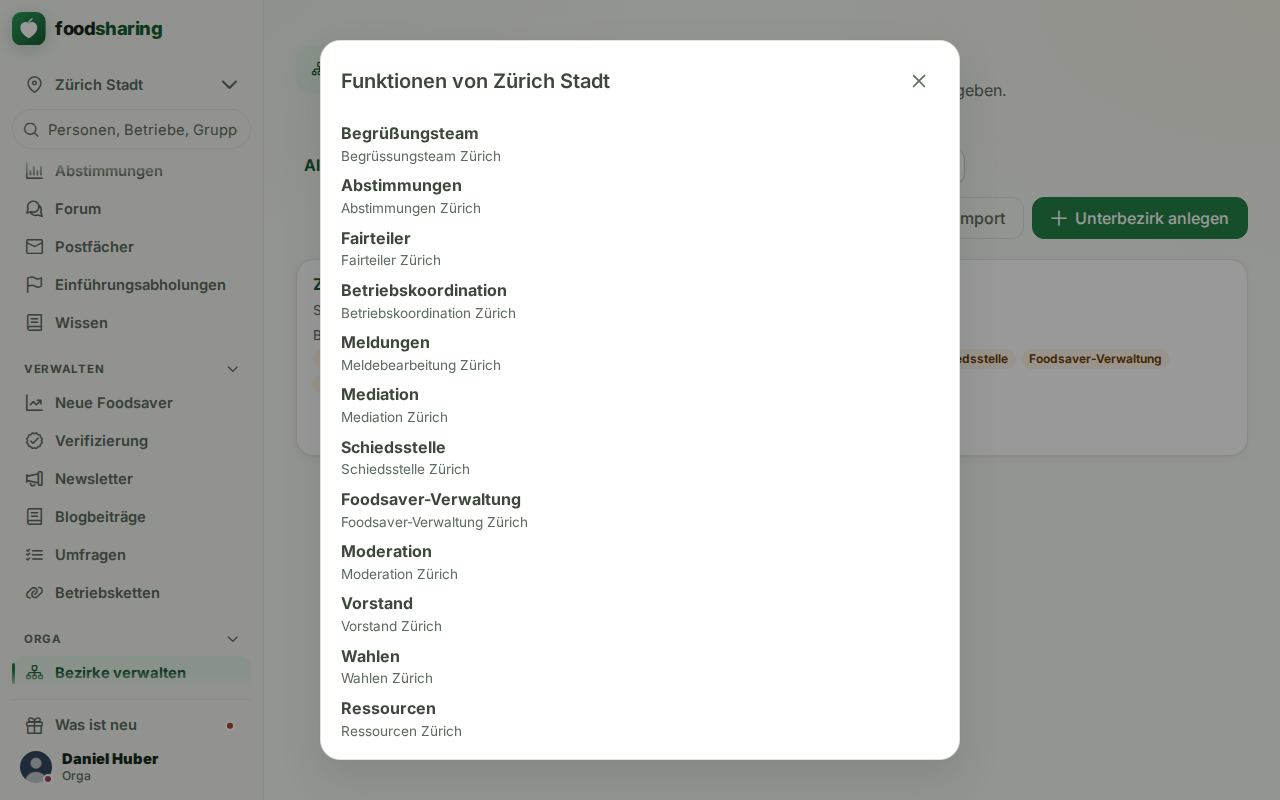 foodsharing
Zürich Stadt
Personen, Betriebe, Grupp
Abstimmungen
Forum
Postfächer
Einführungsabholungen
Wissen
VERWALTEN
Neue Foodsaver
Verifizierung
Newsletter
Blogbeiträge
Umfragen
Betriebsketten
ORGA
Bezirke verwalten
Was ist neu
Daniel Huber
Orga
geben.
mport
Unterbezirk anlegen
edsstelle
Foodsaver-Verwaltung
Funktionen von Zürich Stadt
Begrüßungsteam
Begrüssungsteam Zürich
Abstimmungen
Abstimmungen Zürich
Fairteiler
Fairteiler Zürich
Betriebskoordination
Betriebskoordination Zürich
Meldungen
Meldebearbeitung Zürich
Mediation
Mediation Zürich
Schiedsstelle
Schiedsstelle Zürich
Foodsaver-Verwaltung
Foodsaver-Verwaltung Zürich
Moderation
Moderation Zürich
Vorstand
Vorstand Zürich
Wahlen
Wahlen Zürich
Ressourcen
Ressourcen Zürich